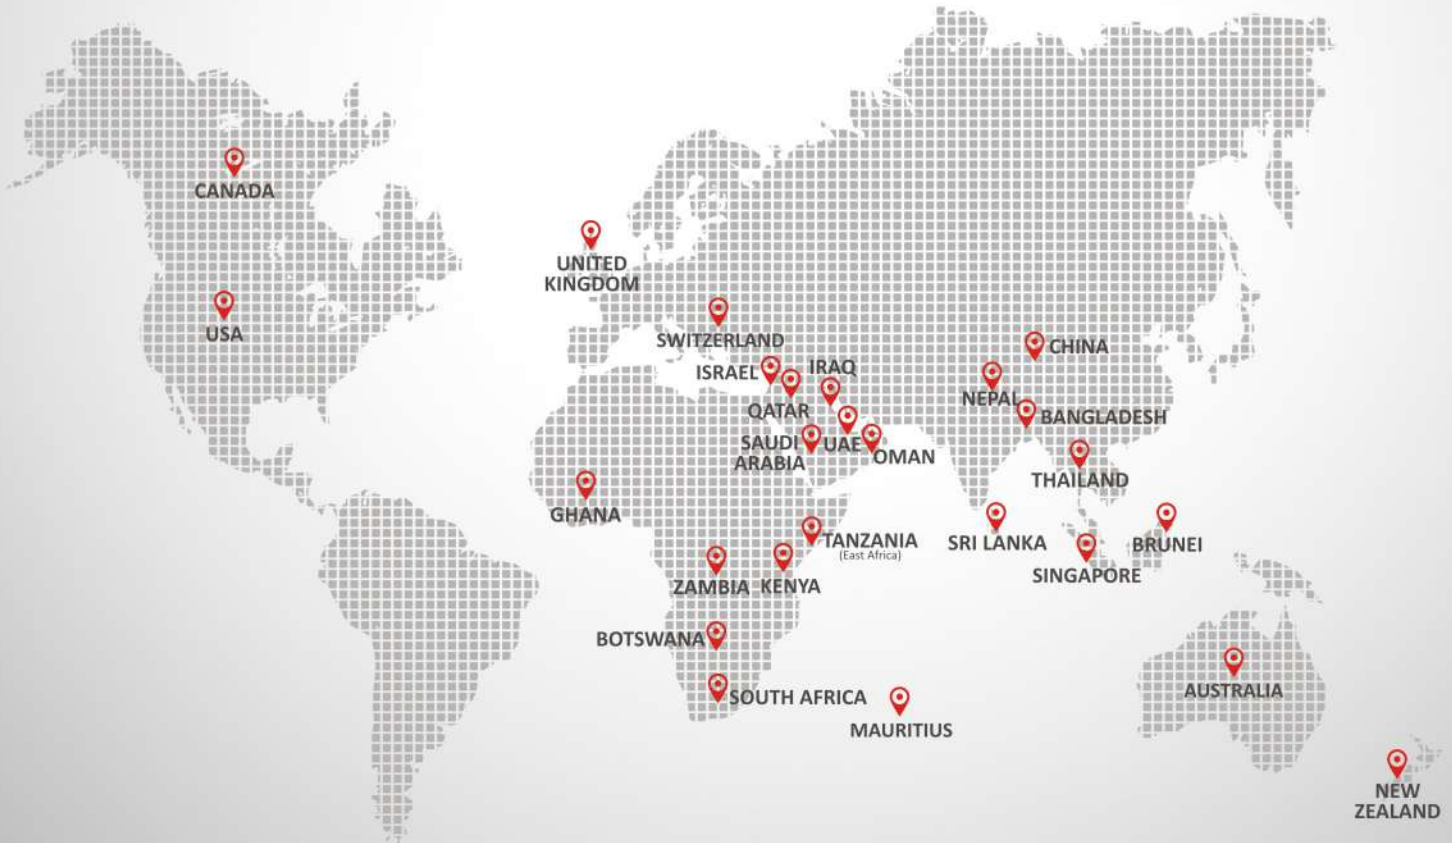 CANADA
UNITED
KINGDOM
USA
SWITZERLAND
CHINA
ISRAEL
IRAQ
NEPAL
QATAR
BANGLADESH
SAUDI
ARABIA
UAE
OMAN
THAILAND
GHANA
TANZANIA
(East Africa)
SRI LANKA
BRUNEI
SINGAPORE
ZAMBIA
KENYA
BOTSWANA
SOUTH AFRICA
AUSTRALIA
MAURITIUS
NEW
ZEALAND